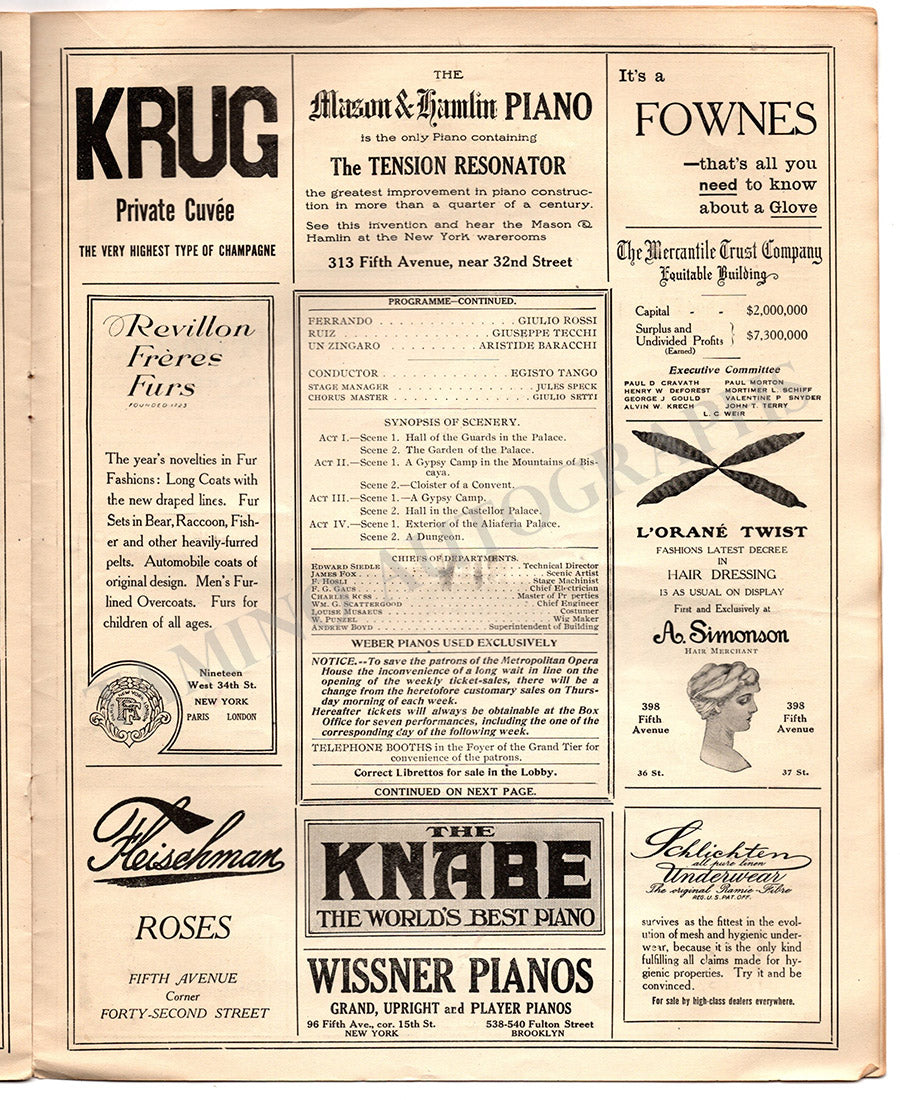 KRUG
Private Cuvée
THE VERY HIGHEST TYPE OF CHAMPAGNE
Revillon
Frères
Furs
FOUNDED 1723
The year's novelties in Fur
Fashions: Long Coats with
the new draped lines. Fur
Sets in Bear, Raccoon, Fish-
er and other heavily-furred
pelts. Automobile coats of
original design. Men's Fur-
lined Overcoats. Furs for
children of all ages.
Nineteen
West 34th St.
NEW YORK
PARIS LONDON
Fleischman
ROSES
FIFTH AVENUE
Corner
FORTY-SECOND STREET
THE
Mason & Hamlin PIANO
is the only Piano containing
The TENSION RESONATOR
the greatest improvement in piano construc-
tion in more than a quarter of a century.
See this invention and hear the Mason &
Hamlin at the New York warerooms
313 Fifth Avenue, near 32nd Street
PROGRAMME—CONTINUED.
FERRANDO . . . . . . . . . . . . . GIULIO ROSSI
RUIZ . . . . . . . . . . . . . . GIUSEPPE TECCHI
UN ZINGARO . . . . . . . . . . ARISTIDE BARACCHI
CONDUCTOR . . . . . . . . . . . . EGISTO TANGO
STAGE MANAGER . . . . . . . . . . . . JULES SPECK
CHORUS MASTER . . . . . . . . . . . . GIULIO SETTI
SYNOPSIS OF SCENERY.
ACT I.—Scene 1. Hall of the Guards in the Palace.
Scene 2. The Garden of the Palace.
ACT II.—Scene 1. A Gypsy Camp in the Mountains of Bis-
caya.
Scene 2.—Cloister of a Convent.
ACT III.—Scene 1.—A Gypsy Camp.
Scene 2. Hall in the Castellor Palace.
ACT IV.—Scene 1. Exterior of the Aliaferia Palace.
Scene 2. A Dungeon.
CHIEFS OF DEPARTMENTS.
EDWARD SIEDLE . . . . . . . . Technical Director
JAMES FOX . . . . . . . . Scenic Artist
F. HOSLI . . . . . . . . Stage Machinist
F. G. GAUS . . . . . . . . Chief Electrician
CHARLES ROSS . . . . . . . . Master of Pr perties
WM. G. SCATTERGOOD . . . . . . . . Chief Engineer
LOUISE MUSAEUS . . . . . . . . Costumer
W. PUNZEL . . . . . . . . Wig Maker
ANDREW BOYD . . . . . . . . Superintendent of Building
WEBER PIANOS USED EXCLUSIVELY
NOTICE.--To save the patrons of the Metropolitan Opera
House the inconvenience of a long wait in line on the
opening of the weekly ticket-sales, there will be a
change from the heretofore customary sales on Thurs-
day morning of each week.
Hereafter tickets will always be obtainable at the Box
Office for seven performances, including the one of the
corresponding day of the following week.
TELEPHONE BOOTHS in the Foyer of the Grand Tier for
convenience of the patrons.
Correct Librettos for sale in the Lobby.
CONTINUED ON NEXT PAGE.
THE
KNABE
THE WORLD'S BEST PIANO
WISSNER PIANOS
GRAND, UPRIGHT and PLAYER PIANOS
96 Fifth Ave., cor. 15th St. 538-540 Fulton Street
NEW YORK BROOKLYN
It's a
FOWNES
—that's all you
need to know
about a Glove
The Mercantile Trust Company
Equitable Building
Capital - - $2,000,000
Surplus and
Undivided Profits } $7,300,000
(Earned)
Executive Committee
PAUL D CRAVATH PAUL MORTON
HENRY W DEFOREST MORTIMER L. SCHIFF
GEORGE J GOULD VALENTINE P SNYDER
ALVIN W. KRECH JOHN T. TERRY
L. C WEIR
L'ORANÉ TWIST
FASHIONS LATEST DECREE
IN
HAIR DRESSING
IS AS USUAL ON DISPLAY
First and Exclusively at
A. Simonson
HAIR MERCHANT
398 398
Fifth Fifth
Avenue Avenue
36 St. 37 St.
Schlichten
all pure linen
Underwear
The original Ramie-Fibre
REG. U.S. PAT. OFF.
survives as the fittest in the evol-
ution of mesh and hygienic under-
wear, because it is the only kind
fulfilling all claims made for hy-
gienic properties. Try it and be
convinced.
For sale by high-class dealers everywhere.